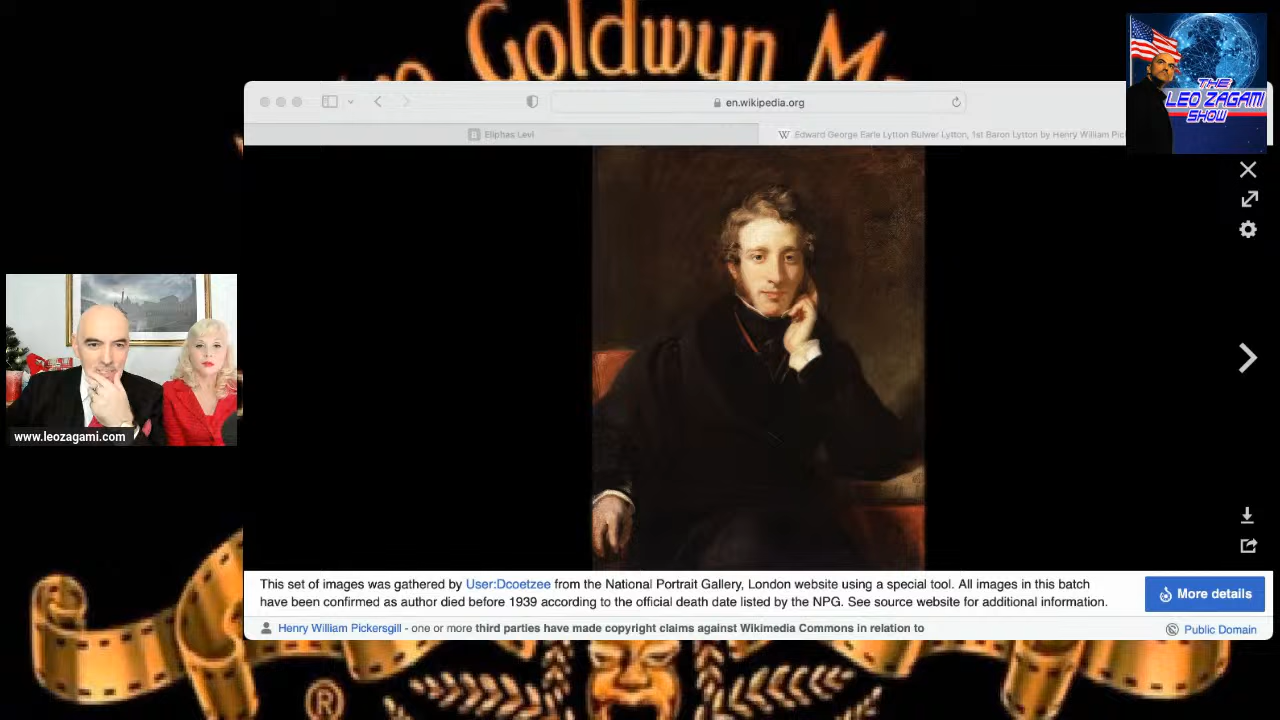 Goldwyn M
THE
LEO ZAGAMI
SHOW
en.wikipedia.org
Eliphas Levi
W Edward George Earle Lytton Bulwer Lytton, 1st Baron Lytton by Henry William Pic
www.leozagami.com
This set of images was gathered by User:Dcoetzee from the National Portrait Gallery, London website using a special tool. All images in this batch
have been confirmed as author died before 1939 according to the official death date listed by the NPG. See source website for additional information.
More details
Henry William Pickersgill - one or more third parties have made copyright claims against Wikimedia Commons in relation to
Public Domain
®